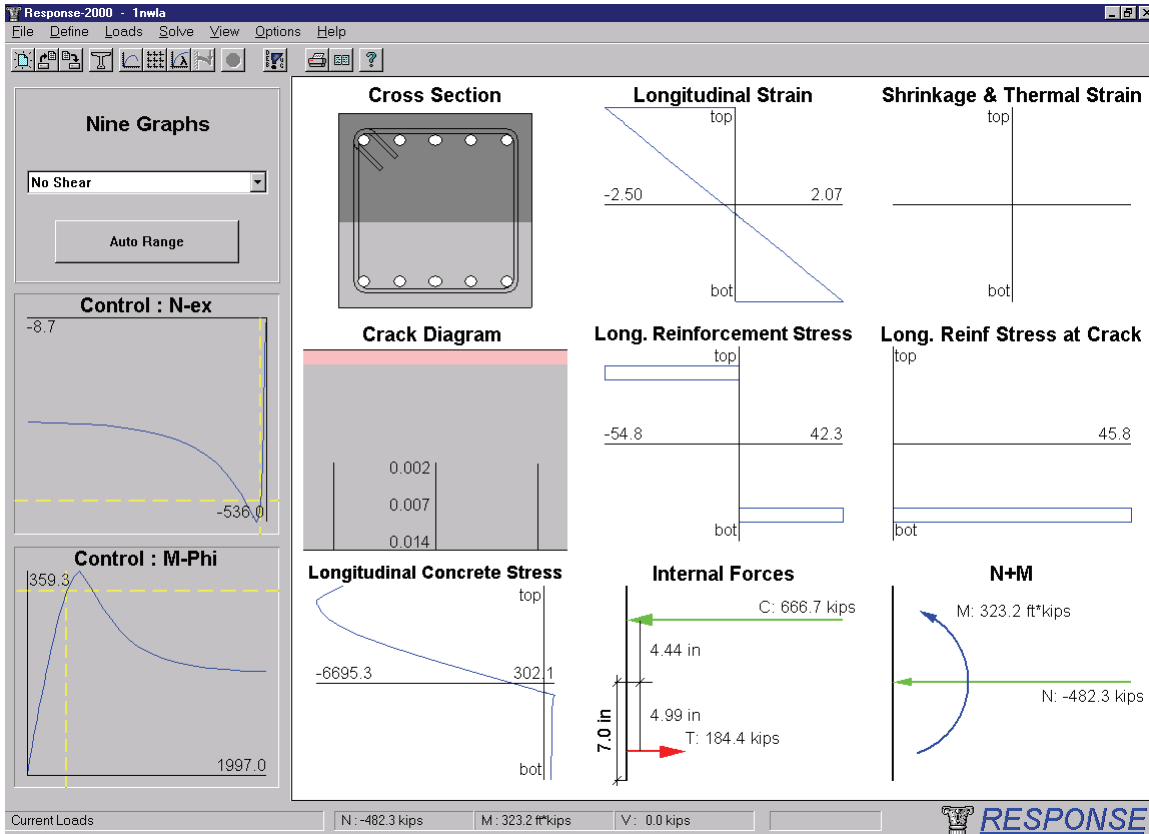 Response-2000 - 1nwla
File Define Loads Solve View Options Help
Nine Graphs
No Shear
Auto Range
Control : N-ex
-8.7
-536.0
Control : M-Phi
359.3
1997.0
Cross Section
Longitudinal Strain
top
-2.50 2.07
bot
Shrinkage & Thermal Strain
top
bot
Crack Diagram
0.002
0.007
0.014
Long. Reinforcement Stress
top
-54.8 42.3
bot
Long. Reinf Stress at Crack
top
45.8
bot
Longitudinal Concrete Stress
top
-6695.3 302.1
bot
Internal Forces
C: 666.7 kips
4.44 in
4.99 in
7.0 in
T: 184.4 kips
N+M
M: 323.2 ft*kips
N: -482.3 kips
Current Loads N : -482.3 kips M : 323.2 ft*kips V : 0.0 kips
RESPONSE